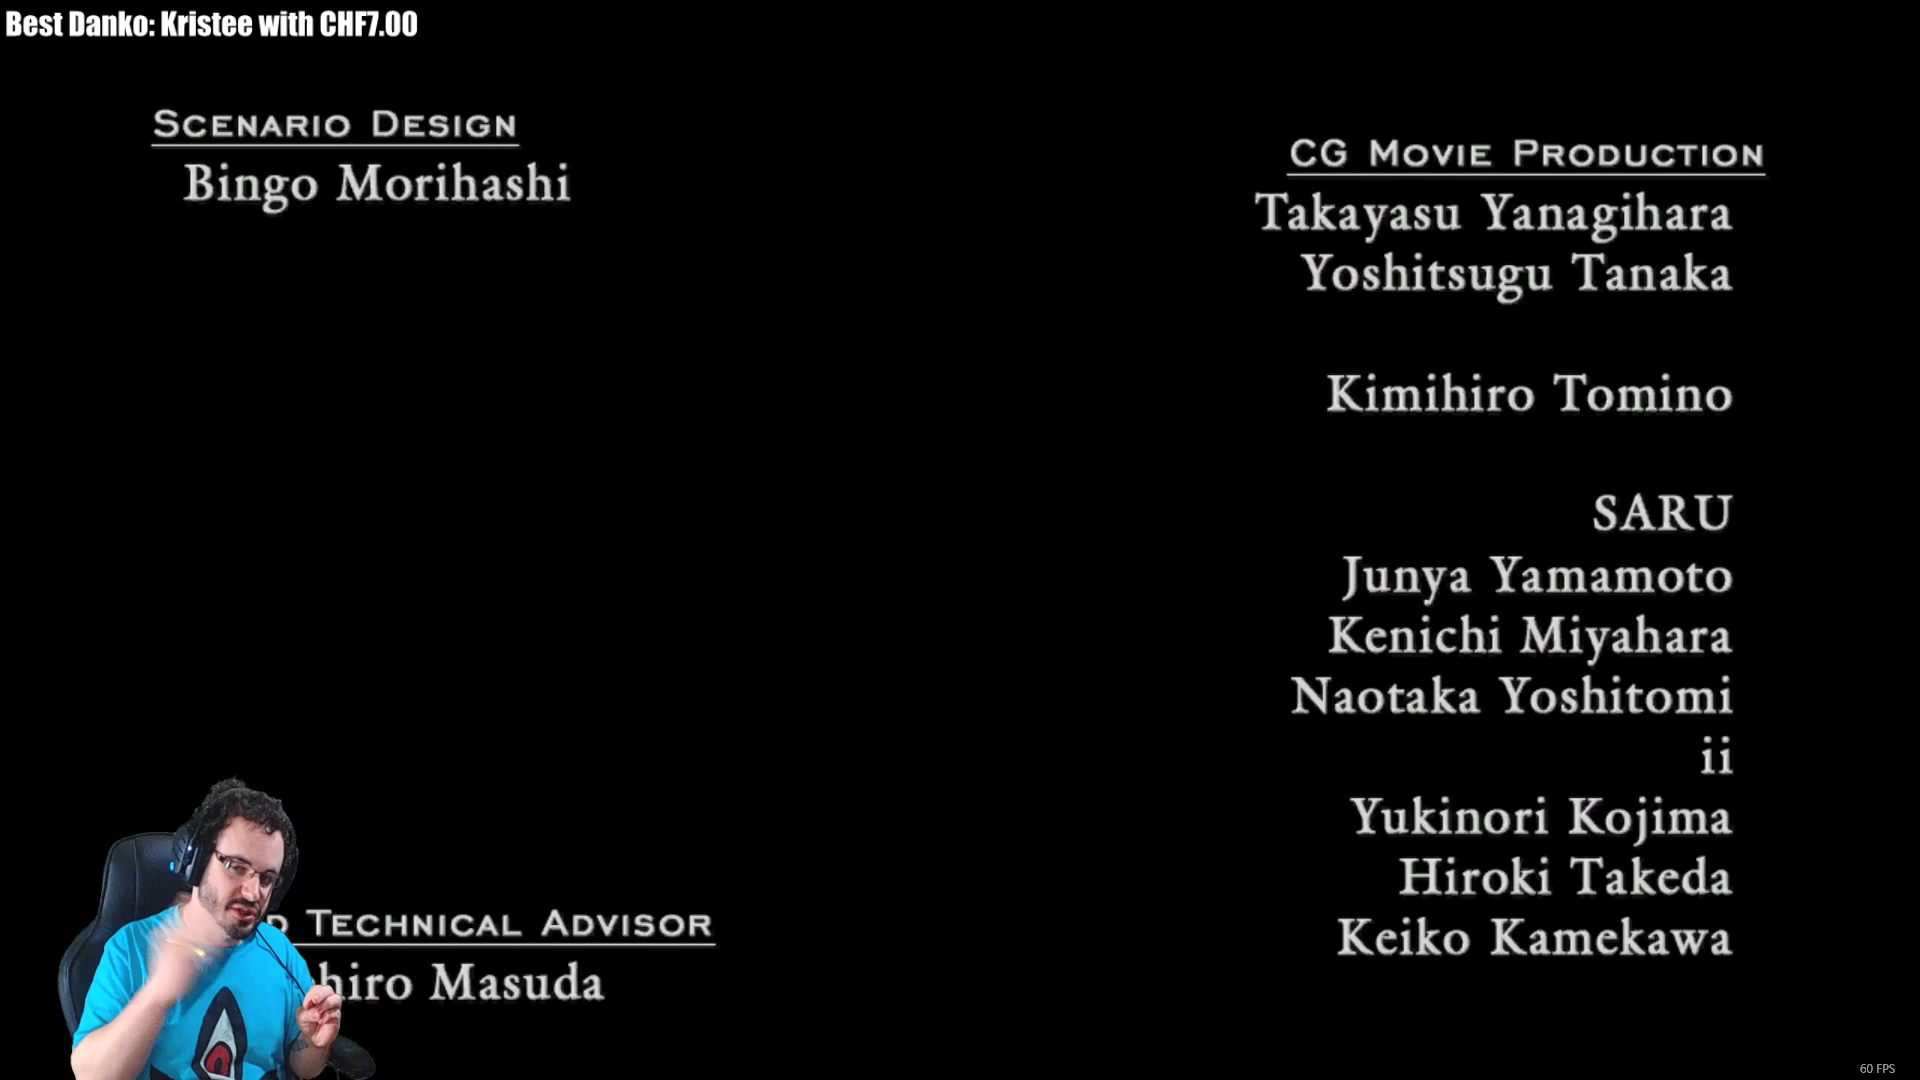 Best Danko: Kristee with CHF7.00
SCENARIO DESIGN
Bingo Morihashi
TECHNICAL ADVISOR
Masuda
CG MOVIE PRODUCTION
Takayasu Yanagihara
Yoshitsugu Tanaka
Kimihiro Tomino
SARU
Junya Yamamoto
Kenichi Miyahara
Naotaka Yoshitomi
ii
Yukinori Kojima
Hiroki Takeda
Keiko Kamekawa
60 FPS